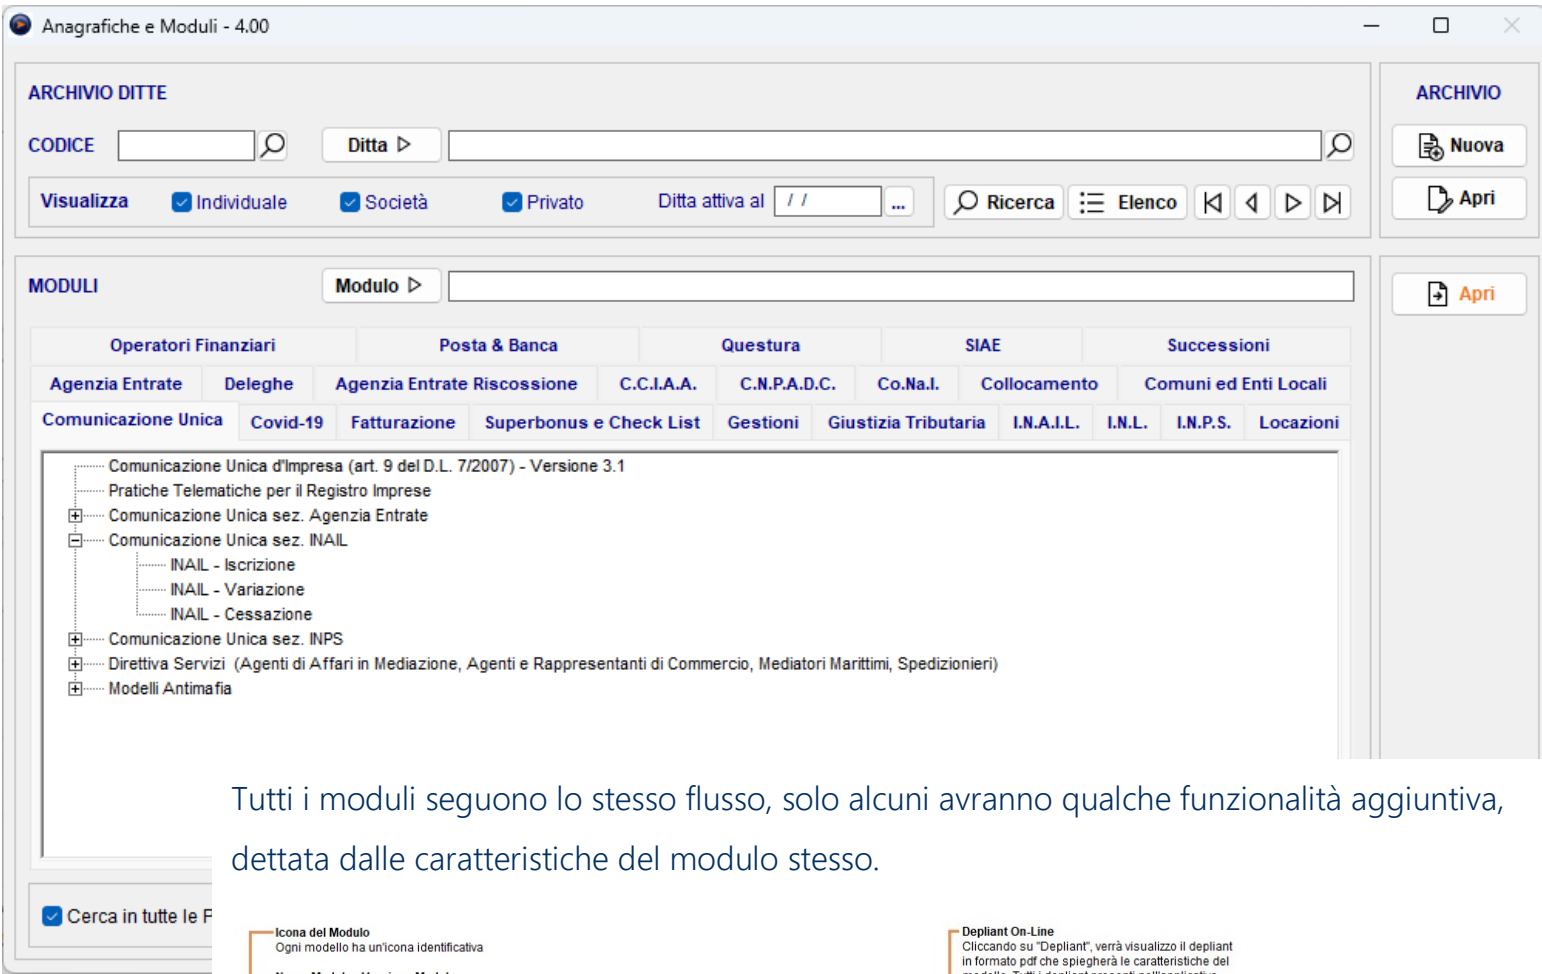 Anagrafiche e Moduli - 4.00
ARCHIVIO DITTE
ARCHIVIO
CODICE
Ditta
Nuova
Visualizza Individuale Società Privato Ditta attiva al / / ... Ricerca Elenco
Apri
MODULI
Modulo
Apri
Operatori Finanziari Posta & Banca Questura SIAE Successioni
Agenzia Entrate Deleghe Agenzia Entrate Riscossione C.C.I.A.A. C.N.P.A.D.C. Co.Na.I. Collocamento Comuni ed Enti Locali
Comunicazione Unica Covid-19 Fatturazione Superbonus e Check List Gestioni Giustizia Tributaria I.N.A.I.L. I.N.L. I.N.P.S. Locazioni
Comunicazione Unica d'Impresa (art. 9 del D.L. 7/2007) - Versione 3.1
Pratiche Telematiche per il Registro Imprese
Comunicazione Unica sez. Agenzia Entrate
Comunicazione Unica sez. INAIL
INAIL - Iscrizione
INAIL - Variazione
INAIL - Cessazione
Comunicazione Unica sez. INPS
Direttiva Servizi (Agenti di Affari in Mediazione, Agenti e Rappresentanti di Commercio, Mediatori Marittimi, Spedizionieri)
Modelli Antimafia
Tutti i moduli seguono lo stesso flusso, solo alcuni avranno qualche funzionalità aggiuntiva,
dettata dalle caratteristiche del modulo stesso.
Cerca in tutte le
Icona del Modulo
Ogni modello ha un'icona identificativa
Depliant On-Line
Cliccando su "Depliant", verrà visualizzo il depliant
in formato pdf che spiegherà le caratteristiche del